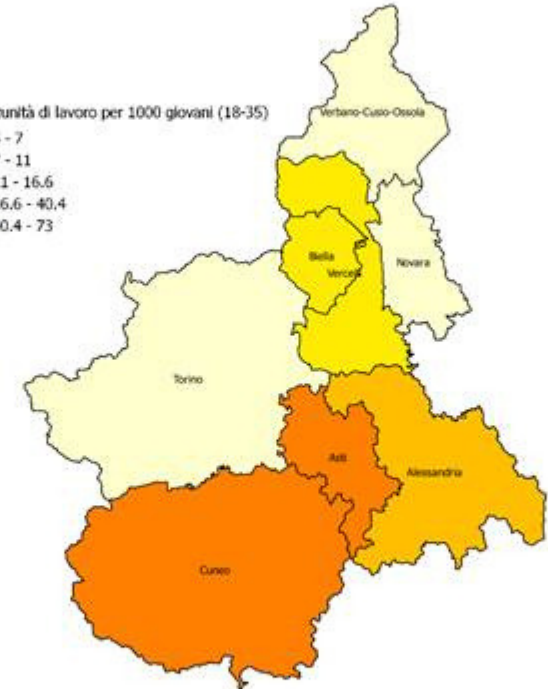 unità di lavoro per 1000 giovani (18-35)
- 7
- 11
1 - 16.6
6.6 - 40.4
0.4 - 73
Verbano-Cusio-Ossola
Biella
Novara
Vercelli
Torino
Asti
Alessandria
Cuneo